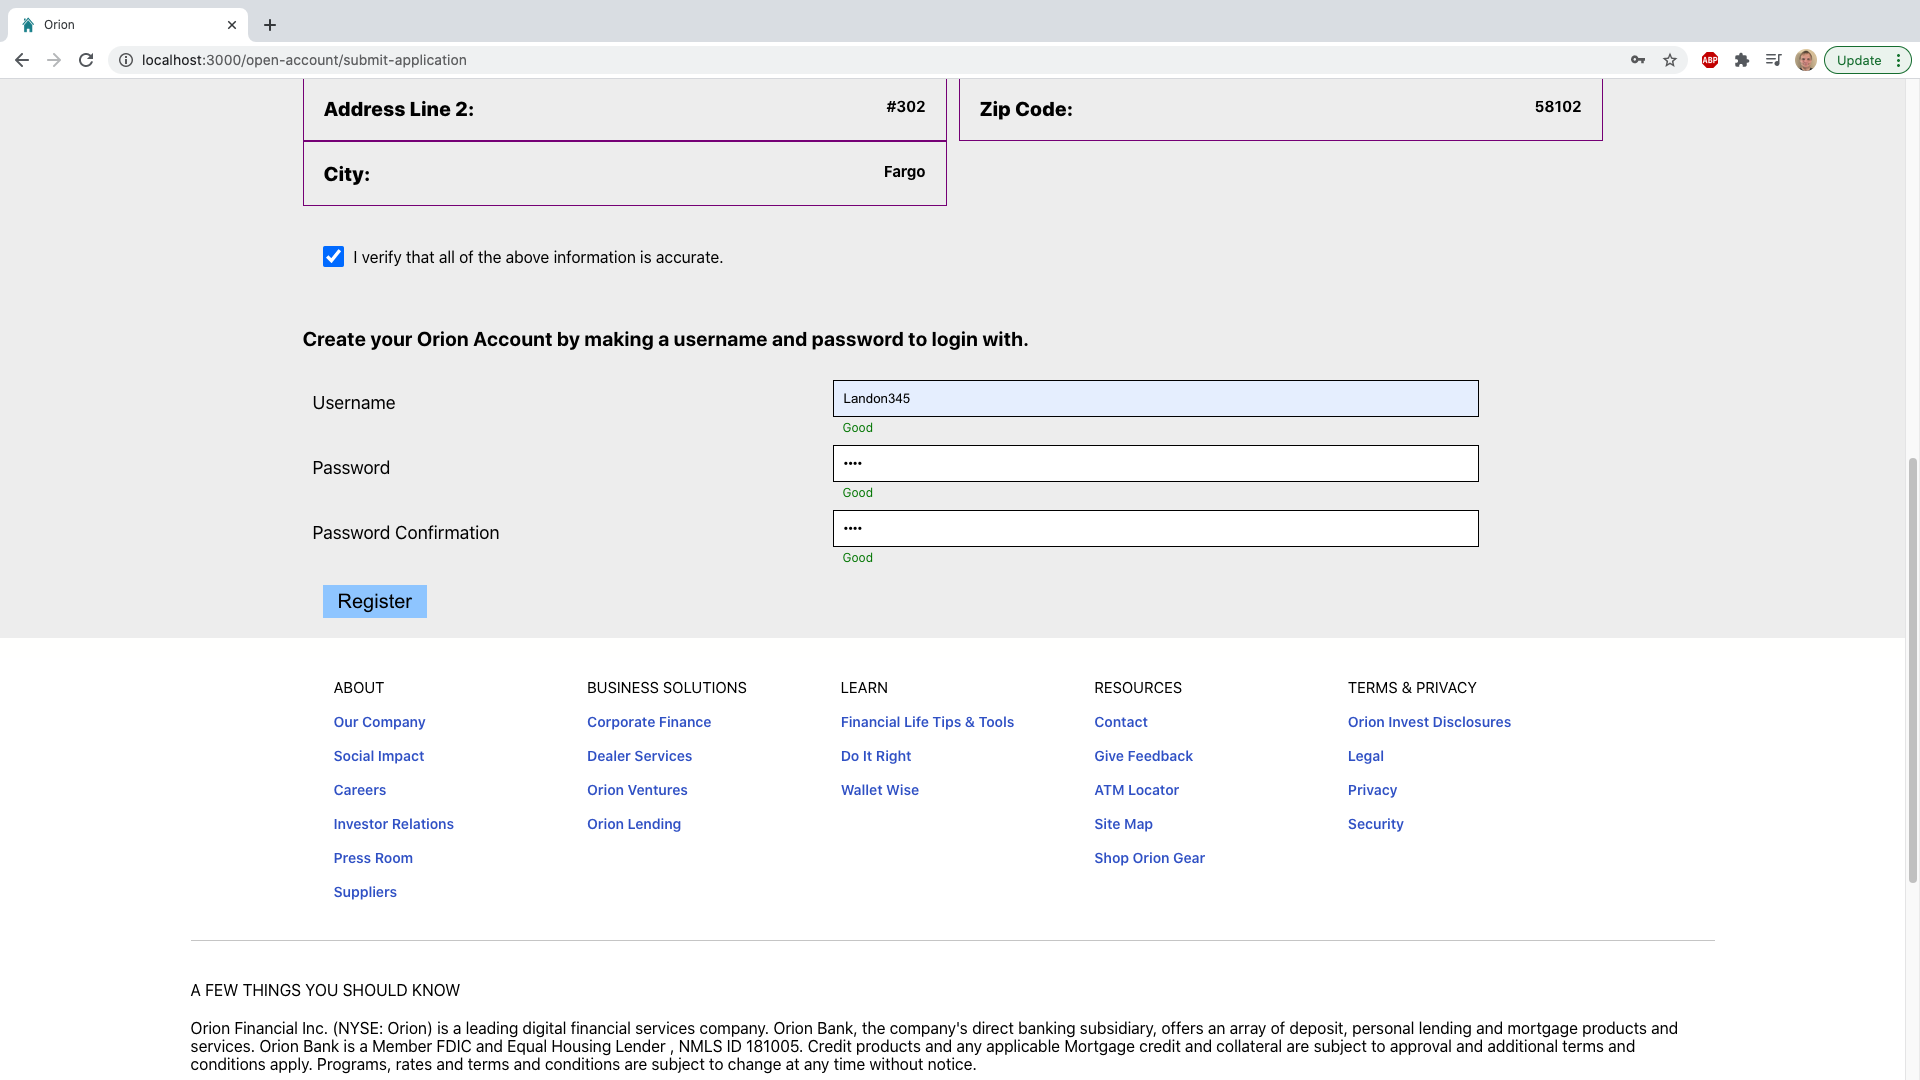 Orion
localhost:3000/open-account/submit-application
ABP
Update
Address Line 2: #302
Zip Code: 58102
City: Fargo
I verify that all of the above information is accurate.
Create your Orion Account by making a username and password to login with.
Username
Landon345
Good
Password
••••
Good
Password Confirmation
••••
Good
Register
ABOUT
Our Company
Social Impact
Careers
Investor Relations
Press Room
Suppliers
BUSINESS SOLUTIONS
Corporate Finance
Dealer Services
Orion Ventures
Orion Lending
LEARN
Financial Life Tips & Tools
Do It Right
Wallet Wise
RESOURCES
Contact
Give Feedback
ATM Locator
Site Map
Shop Orion Gear
TERMS & PRIVACY
Orion Invest Disclosures
Legal
Privacy
Security
A FEW THINGS YOU SHOULD KNOW
Orion Financial Inc. (NYSE: Orion) is a leading digital financial services company. Orion Bank, the company's direct banking subsidiary, offers an array of deposit, personal lending and mortgage products and
services. Orion Bank is a Member FDIC and Equal Housing Lender , NMLS ID 181005. Credit products and any applicable Mortgage credit and collateral are subject to approval and additional terms and
conditions apply. Programs, rates and terms and conditions are subject to change at any time without notice.